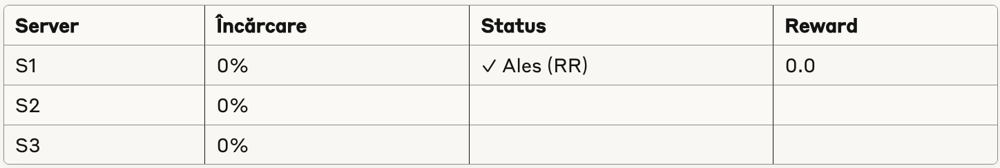 Server Încărcare Status Reward
S1 0% ✓ Ales (RR) 0.0
S2 0%
S3 0%